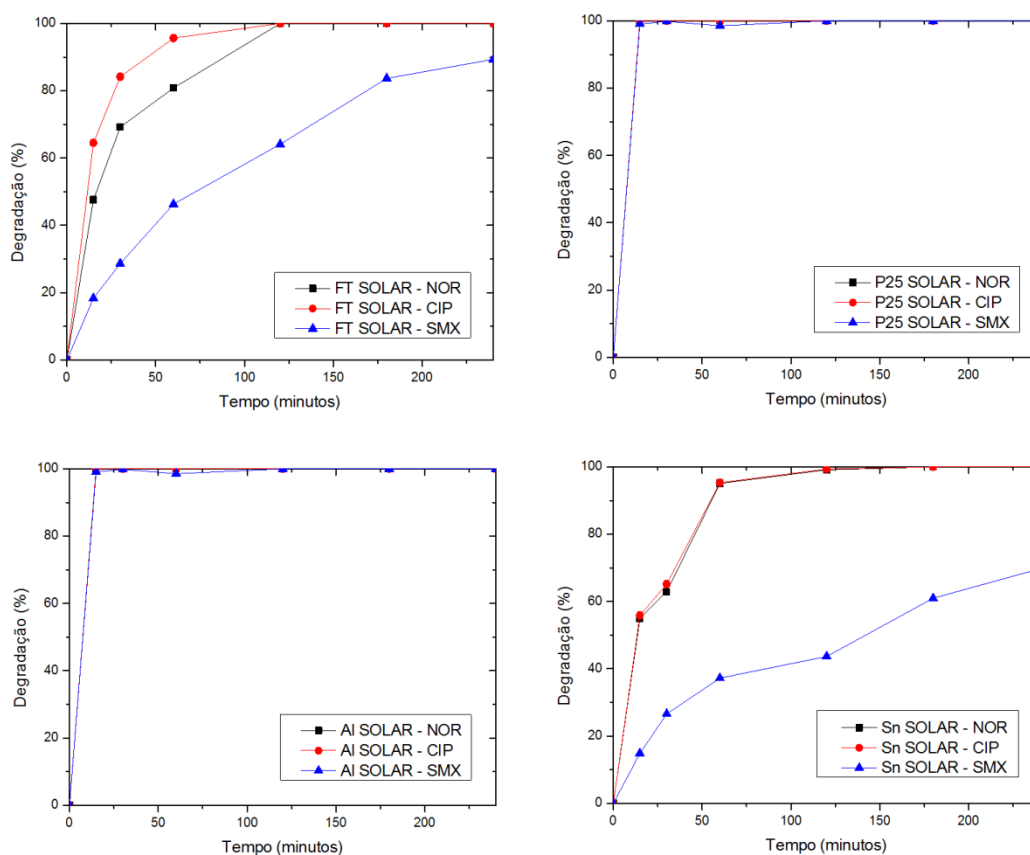 100
80
60
40
20
0
Degradação (%)
FT SOLAR - NOR
FT SOLAR - CIP
FT SOLAR - SMX
0 50 100 150 200
Tempo (minutos)
100
80
60
40
20
0
Degradação (%)
P25 SOLAR - NOR
P25 SOLAR - CIP
P25 SOLAR - SMX
0 50 100 150 200
Tempo (minutos)
100
80
60
40
20
0
Degradação (%)
Al SOLAR - NOR
Al SOLAR - CIP
Al SOLAR - SMX
0 50 100 150 200
Tempo (minutos)
100
80
60
40
20
0
Degradação (%)
Sn SOLAR - NOR
Sn SOLAR - CIP
Sn SOLAR - SMX
0 50 100 150 200
Tempo (minutos)